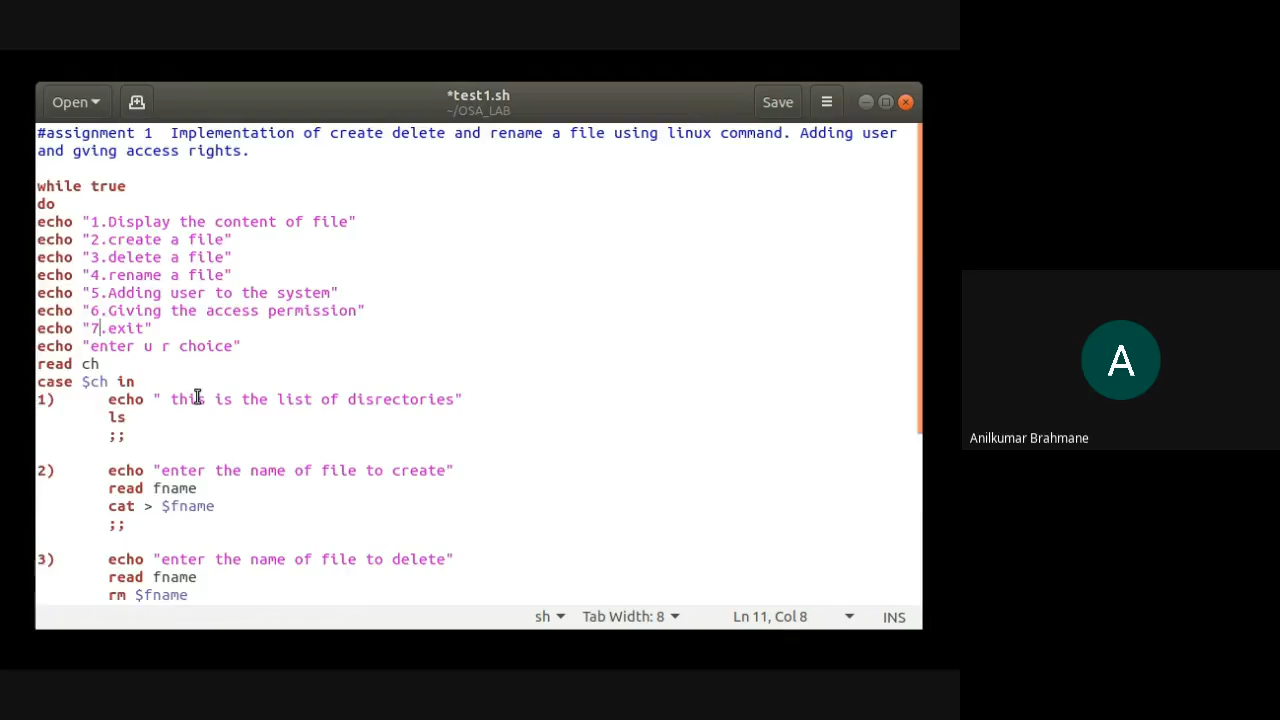 Open
*test1.sh
~/OSA_LAB
Save
#assignment 1  Implementation of create delete and rename a file using linux command. Adding user
and gving access rights.
while true
do
echo "1.Display the content of file"
echo "2.create a file"
echo "3.delete a file"
echo "4.rename a file"
echo "5.Adding user to the system"
echo "6.Giving the access permission"
echo "7.exit"
echo "enter u r choice"
read ch
case $ch in
1)      echo " this is the list of disrectories"
        ls
        ;;
2)      echo "enter the name of file to create"
        read fname
        cat > $fname
        ;;
3)      echo "enter the name of file to delete"
        read fname
        rm $fname
sh Tab Width: 8 Ln 11, Col 8 INS
A
Anilkumar Brahmane